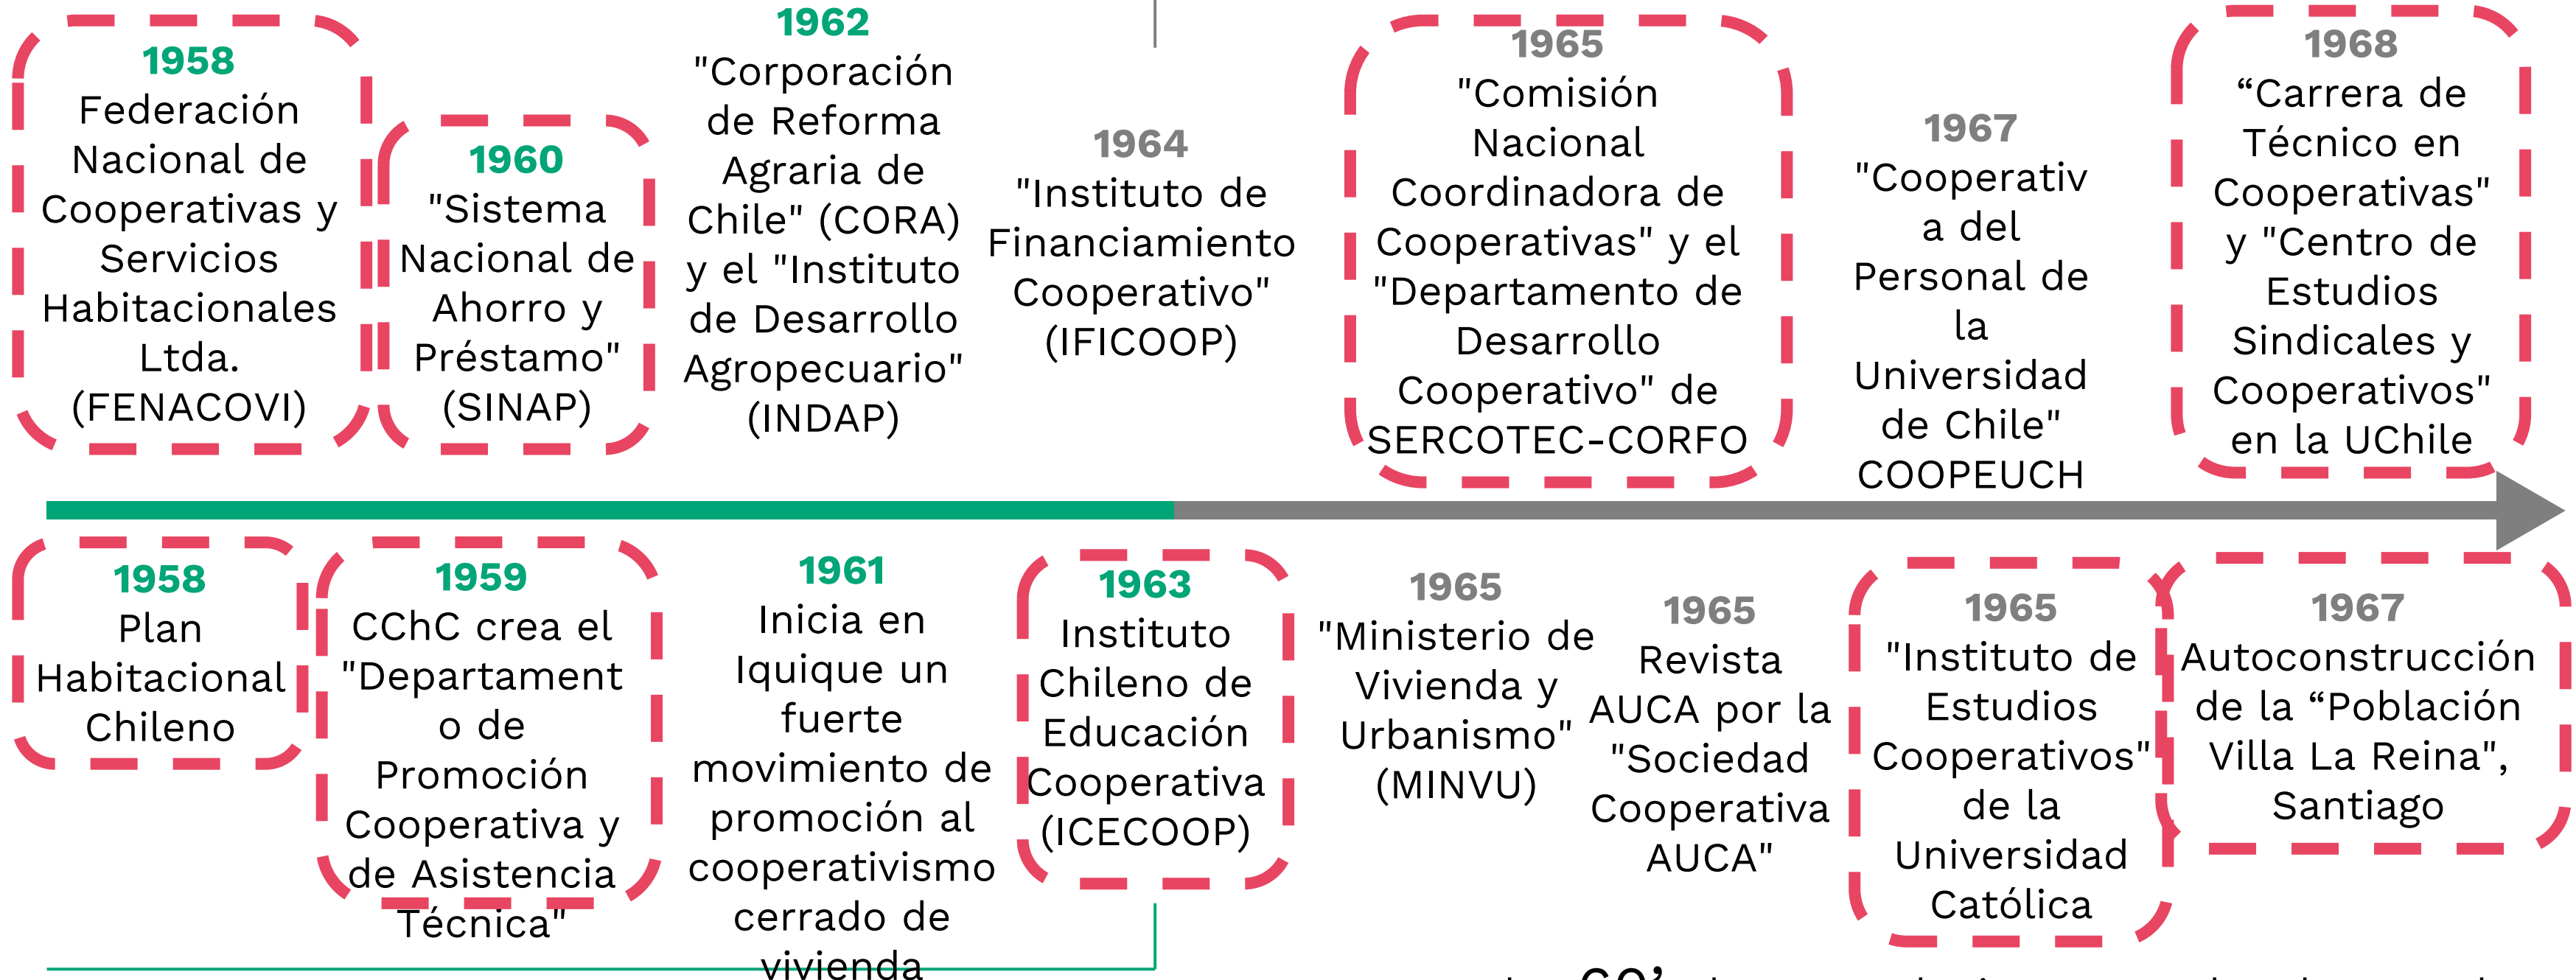 1958
Federación
Nacional de
Cooperativas y
Servicios
Habitacionales
Ltda.
(FENACOVI)
1960
"Sistema
Nacional de
Ahorro y
Préstamo"
(SINAP)
1962
"Corporación
de Reforma
Agraria de
Chile" (CORA)
y el "Instituto
de Desarrollo
Agropecuario"
(INDAP)
1964
"Instituto de
Financiamiento
Cooperativo"
(IFICOOP)
1965
"Comisión
Nacional
Coordinadora de
Cooperativas" y el
"Departamento de
Desarrollo
Cooperativo" de
SERCOTEC-CORFO
1967
"Cooperativ
a del
Personal de
la
Universidad
de Chile"
COOPEUCH
1968
“Carrera de
Técnico en
Cooperativas"
y "Centro de
Estudios
Sindicales y
Cooperativos"
en la UChile
1958
Plan
Habitacional
Chileno
1959
CChC crea el
"Departament
o de
Promoción
Cooperativa y
de Asistencia
Técnica"
1961
Inicia en
Iquique un
fuerte
movimiento de
promoción al
cooperativismo
cerrado de
vivienda
1963
Instituto
Chileno de
Educación
Cooperativa
(ICECOOP)
1965
"Ministerio de
Vivienda y
Urbanismo"
(MINVU)
1965
Revista
AUCA por la
"Sociedad
Cooperativa
AUCA"
1965
"Instituto de
Estudios
Cooperativos"
de la
Universidad
Católica
1967
Autoconstrucción
de la “Población
Villa La Reina",
Santiago
60’